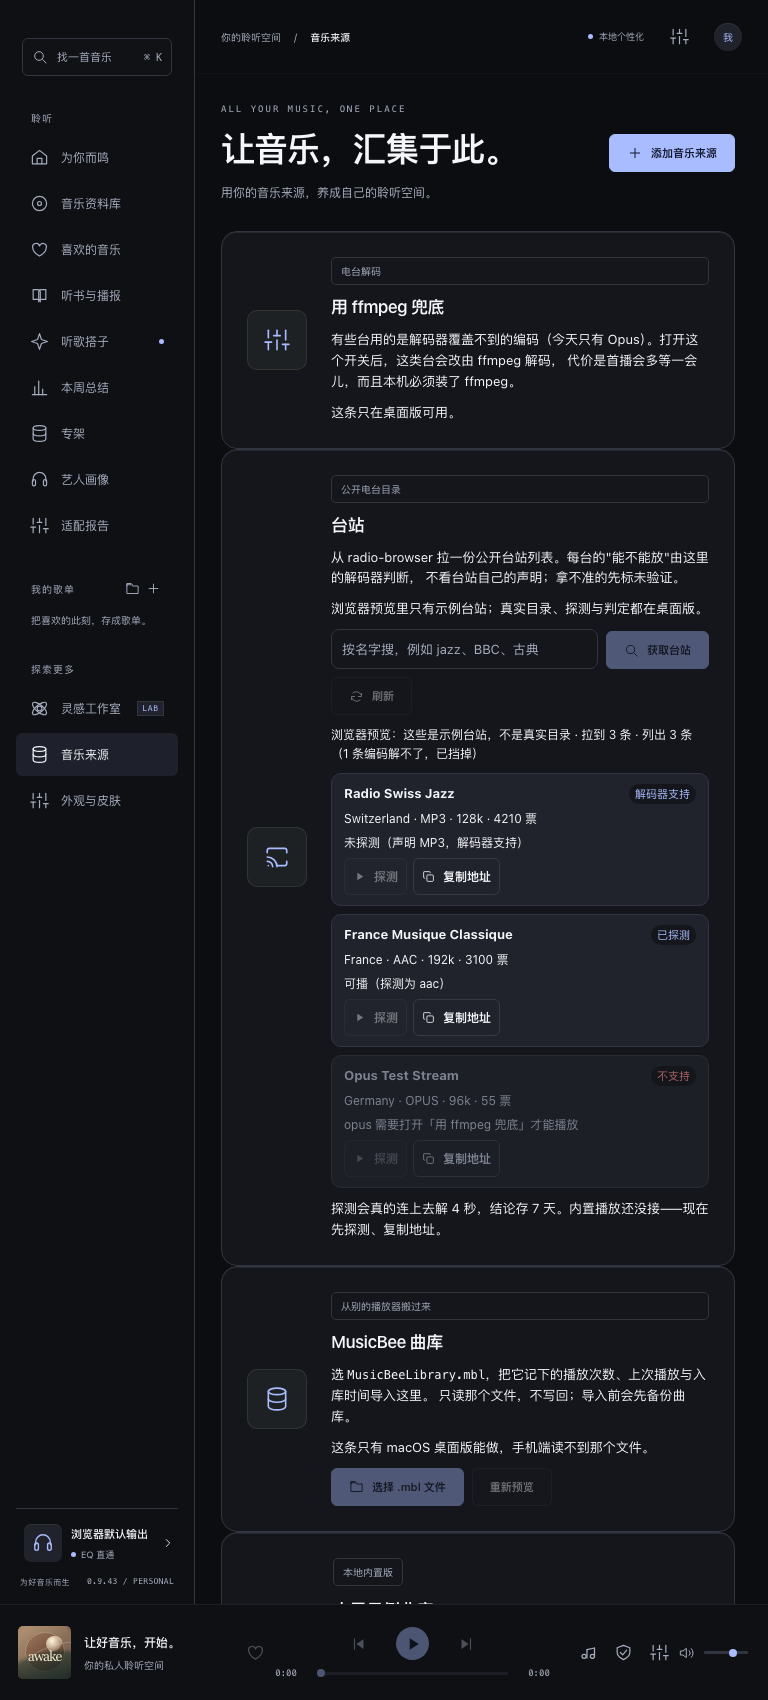 找一首音乐 ⌘ K
聆听
为你而鸣
音乐资料库
喜欢的音乐
听书与播报
听歌搭子
本周总结
专架
艺人画像
适配报告
我的歌单
把喜欢的此刻，存成歌单。
探索更多
灵感工作室 LAB
音乐来源
外观与皮肤
浏览器默认输出
EQ 直通
为好音乐而生 0.9.43 / PERSONAL
你的聆听空间 / 音乐来源
本地个性化
我
ALL YOUR MUSIC, ONE PLACE
让音乐，汇集于此。
添加音乐来源
用你的音乐来源，养成自己的聆听空间。
电台解码
用 ffmpeg 兜底
有些台用的是解码器覆盖不到的编码（今天只有 Opus）。打开这
个开关后，这类台会改由 ffmpeg 解码， 代价是首播会多等一会
儿，而且本机必须装了 ffmpeg。
这条只在桌面版可用。
公开电台目录
台站
从 radio-browser 拉一份公开台站列表。每台的"能不能放"由这里
的解码器判断， 不看台站自己的声明；拿不准的先标未验证。
浏览器预览里只有示例台站；真实目录、探测与判定都在桌面版。
按名字搜，例如 jazz、BBC、古典
获取台站
刷新
浏览器预览：这些是示例台站，不是真实目录 · 拉到 3 条 · 列出 3 条
（1 条编码解不了，已挡掉）
Radio Swiss Jazz 解码器支持
Switzerland · MP3 · 128k · 4210 票
未探测（声明 MP3，解码器支持）
探测 复制地址
France Musique Classique 已探测
France · AAC · 192k · 3100 票
可播（探测为 aac）
探测 复制地址
Opus Test Stream 不支持
Germany · OPUS · 96k · 55 票
opus 需要打开「用 ffmpeg 兜底」才能播放
探测 复制地址
探测会真的连上去解 4 秒，结论存 7 天。内置播放还没接——现在
先探测、复制地址。
从别的播放器搬过来
MusicBee 曲库
选 MusicBeeLibrary.mbl，把它记下的播放次数、上次播放与入
库时间导入这里。 只读那个文件，不写回；导入前会先备份曲
库。
这条只有 macOS 桌面版能做，手机端读不到那个文件。
选择 .mbl 文件 重新预览
本地内置版
awake
让好音乐，开始。
你的私人聆听空间
0:00 0:00